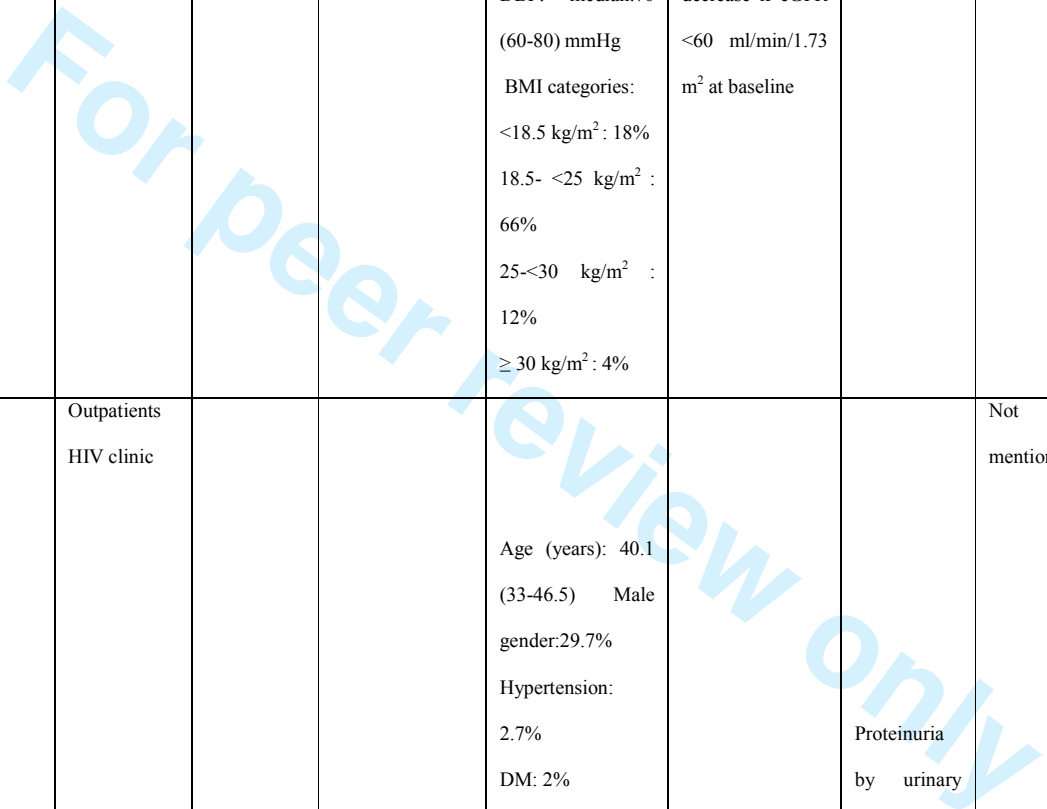 (60-80) mmHg
BMI categories:
<18.5 kg/m² : 18%
18.5- <25 kg/m² :
66%
25-<30 kg/m² :
12%
≥ 30 kg/m² : 4%
<60 ml/min/1.73
m² at baseline
Outpatients
HIV clinic
Age (years): 40.1
(33-46.5) Male
gender:29.7%
Hypertension:
2.7%
DM: 2%
Proteinuria
by urinary
Not
For peer review only